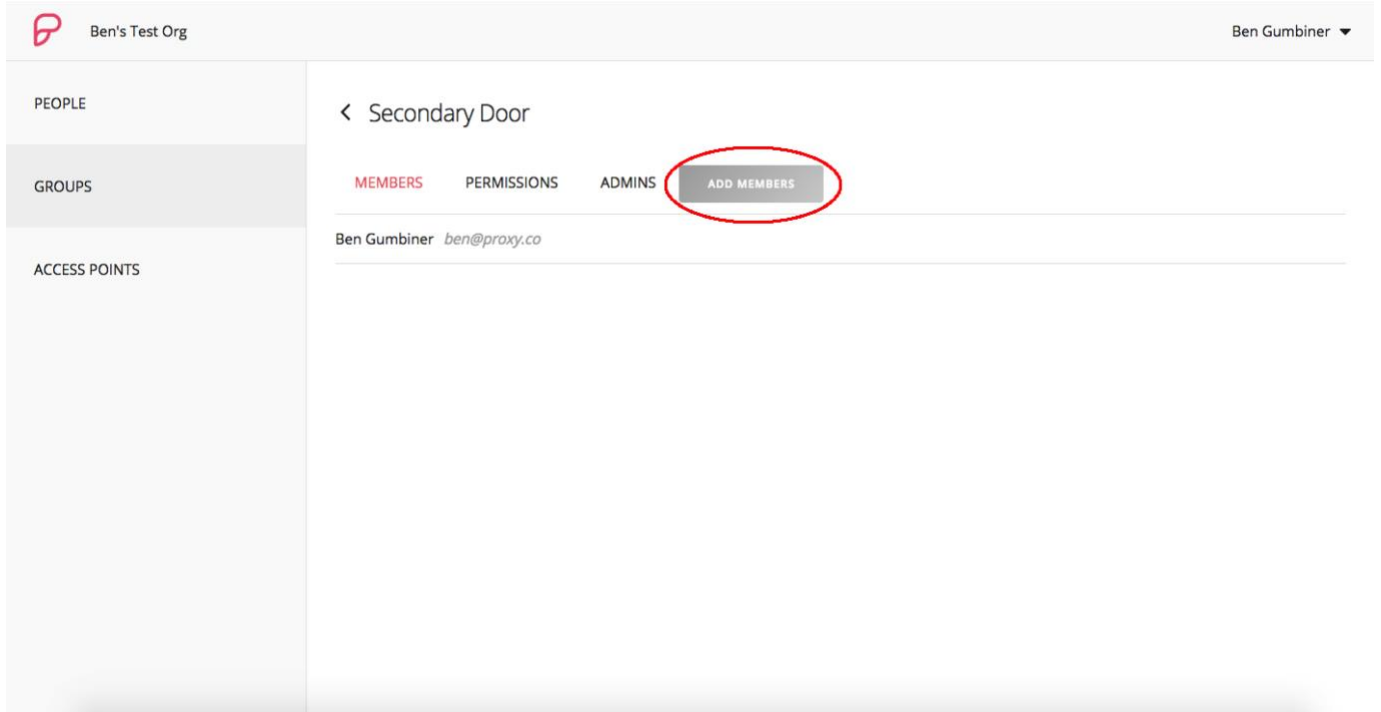 Ben's Test Org
Ben Gumbiner
PEOPLE
GROUPS
ACCESS POINTS
Secondary Door
MEMBERS PERMISSIONS ADMINS ADD MEMBERS
Ben Gumbiner ben@proxy.co